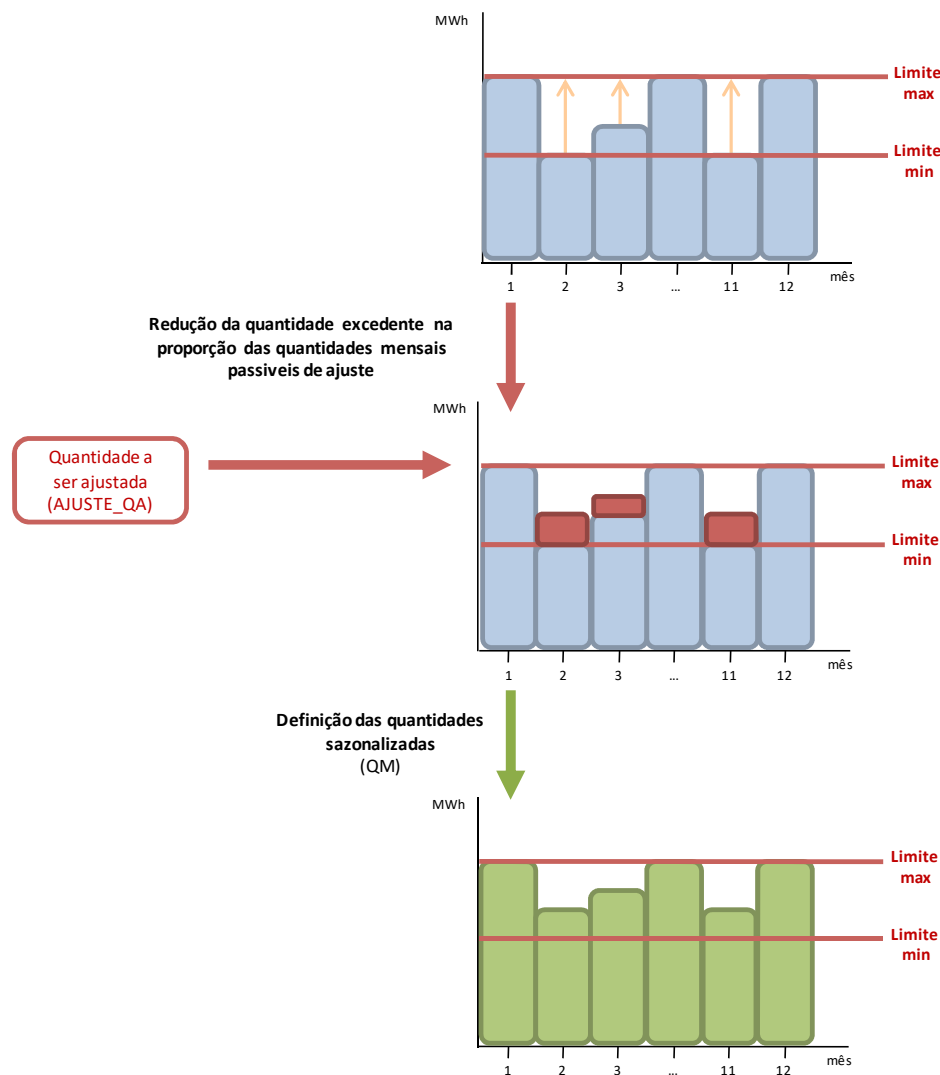 MWh
Limite
max
Limite
min
1 2 3 ... 11 12 mês
Redução da quantidade excedente na
proporção das quantidades mensais
passiveis de ajuste
MWh
Quantidade a
ser ajustada
(AJUSTE_QA)
Limite
max
Limite
min
1 2 3 ... 11 12 mês
Definição das quantidades
sazonalizadas
(QM)
MWh
Limite
max
Limite
min
1 2 3 ... 11 12 mês